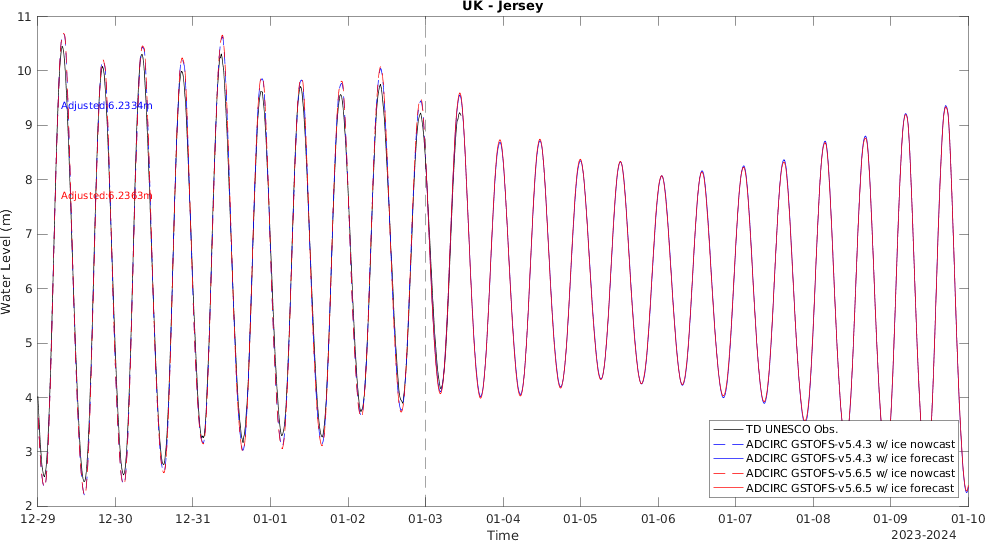 UK - Jersey
11
10
9
8
7
6
5
4
3
2
Water Level (m)
Adjusted:6.2334m
Adjusted:6.2363m
TD UNESCO Obs.
ADCIRC GSTOFS-v5.4.3 w/ ice nowcast
ADCIRC GSTOFS-v5.4.3 w/ ice forecast
ADCIRC GSTOFS-v5.6.5 w/ ice nowcast
ADCIRC GSTOFS-v5.6.5 w/ ice forecast
12-29 12-30 12-31 01-01 01-02 01-03 01-04 01-05 01-06 01-07 01-08 01-09 01-10
Time
2023-2024